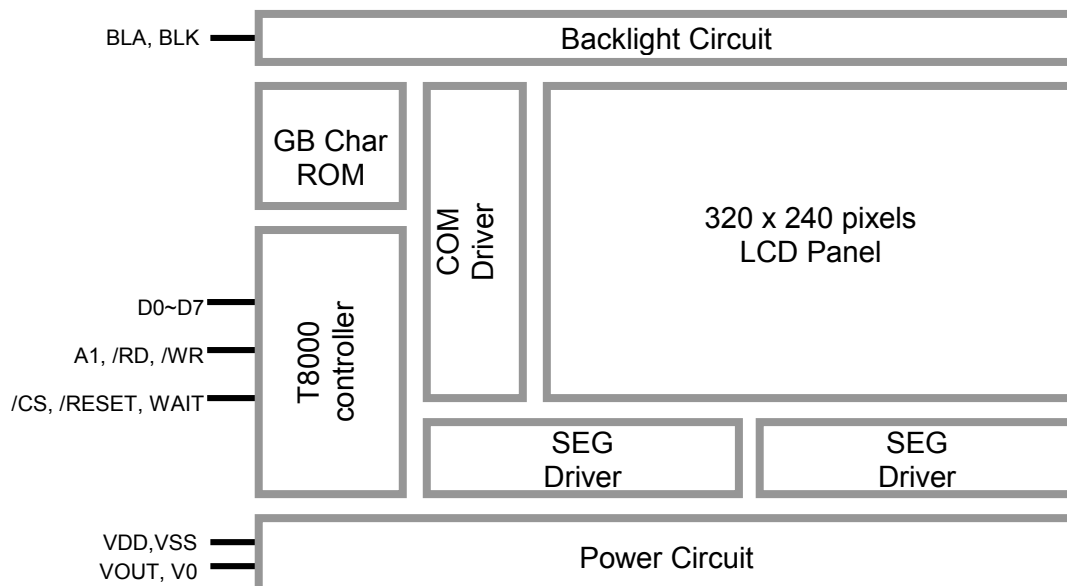 BLA, BLK
Backlight Circuit
GB Char
ROM
COM
Driver
320 x 240 pixels
LCD Panel
D0~D7
A1, /RD, /WR
/CS, /RESET, WAIT
T8000
controller
SEG
Driver
SEG
Driver
VDD,VSS
VOUT, V0
Power Circuit